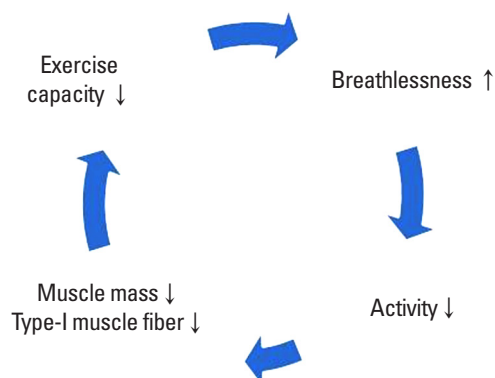 Exercise
capacity ↓
Breathlessness ↑
Activity ↓
Muscle mass ↓
Type-I muscle fiber ↓